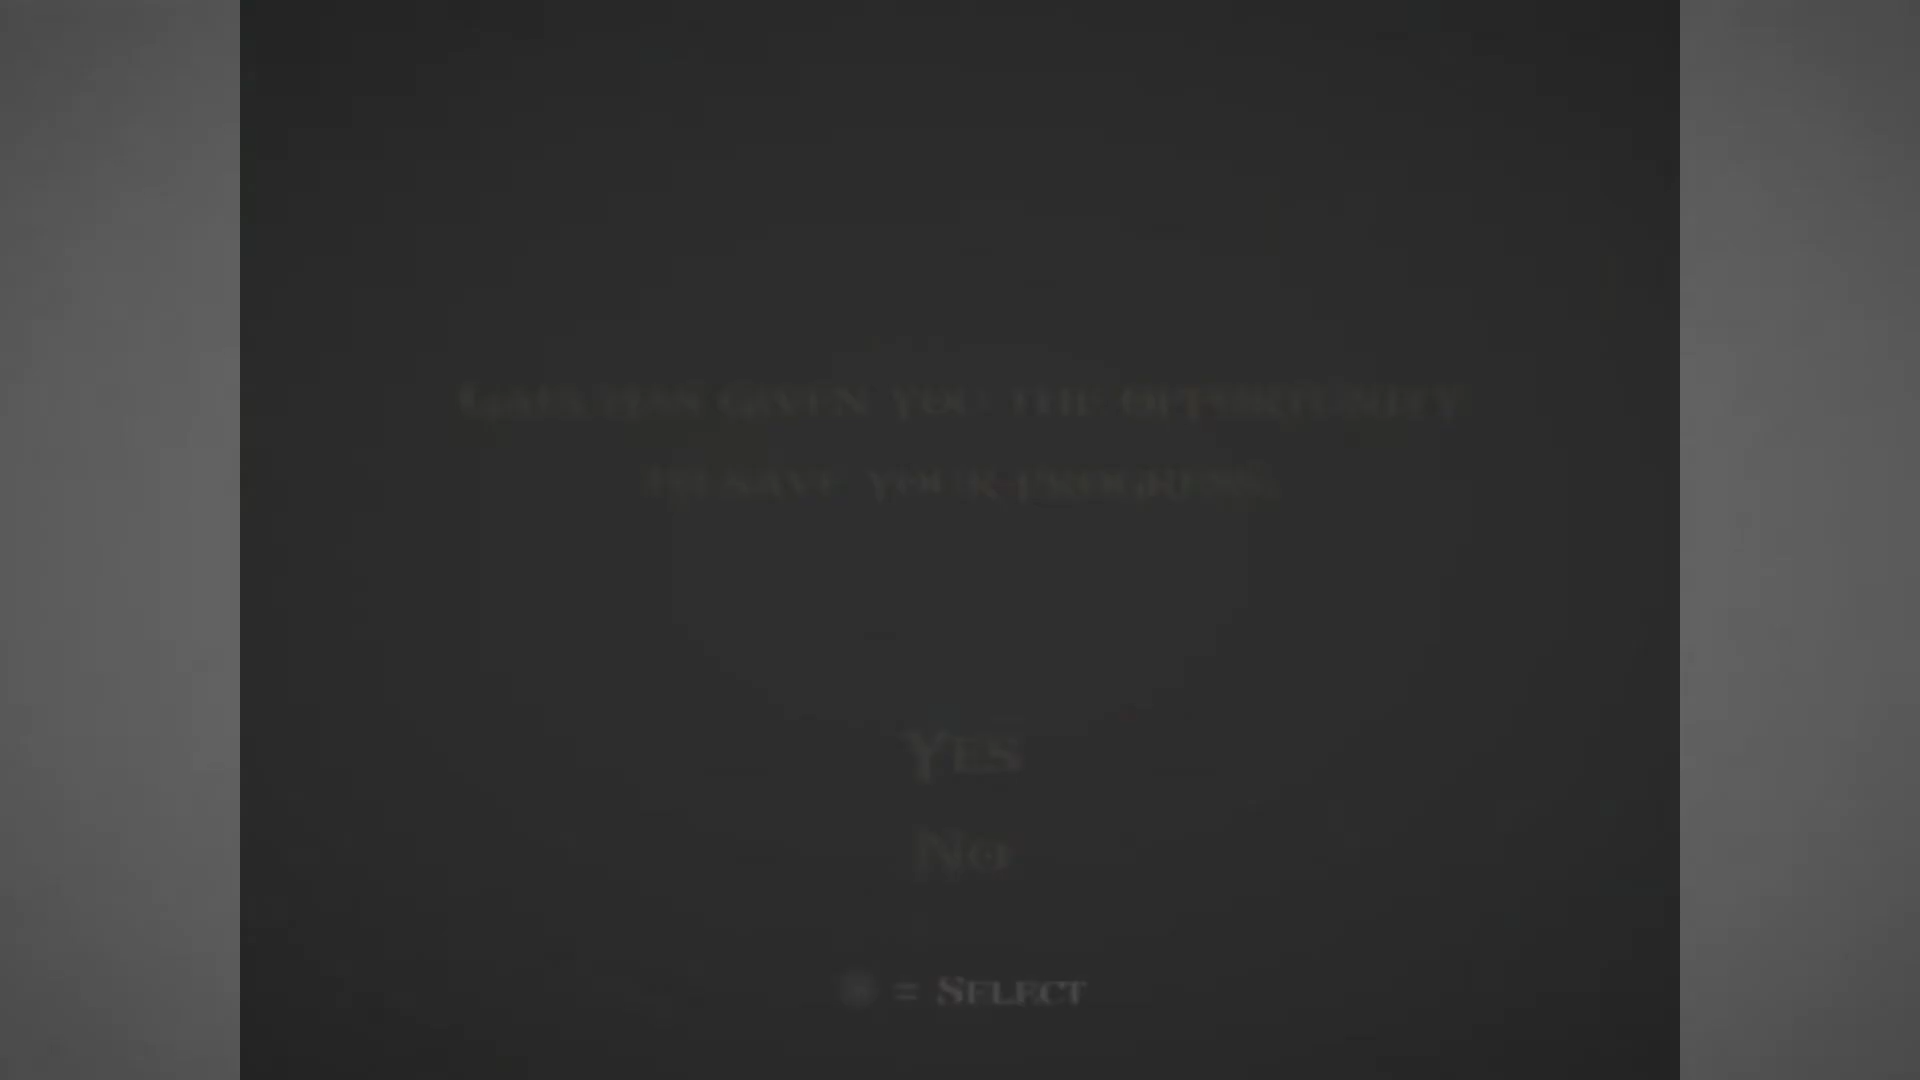 Gaia has given you the opportunity
to save your progress.
Yes
No
= Select